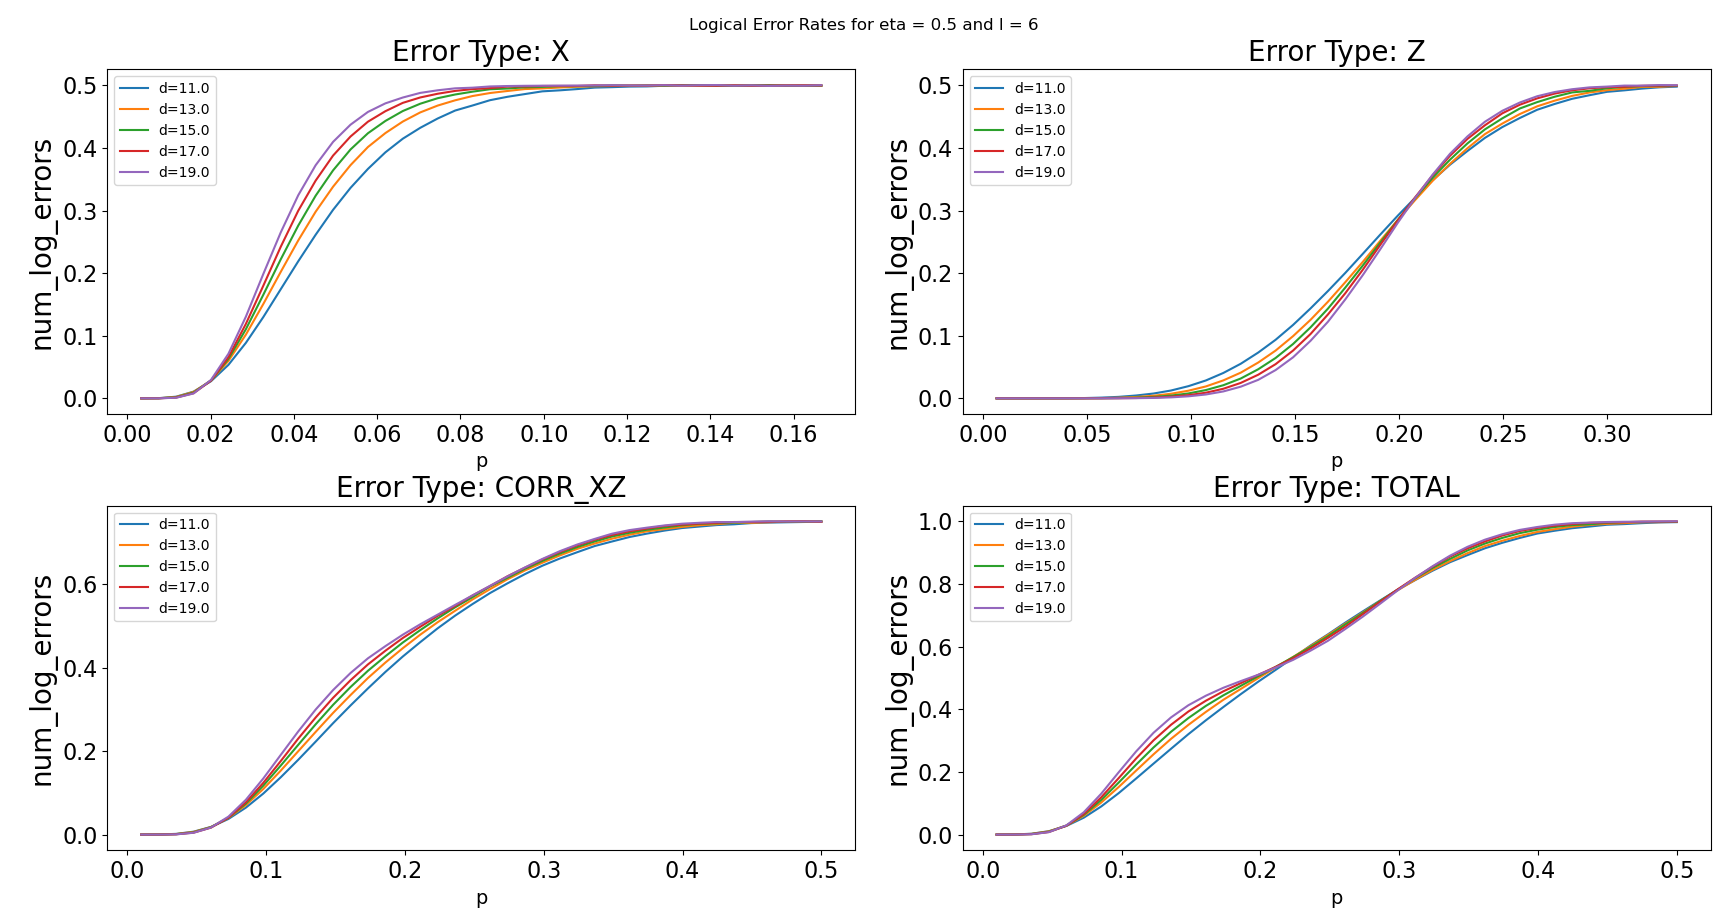 Logical Error Rates for eta = 0.5 and l = 6
Error Type: X
num_log_errors
0.5
0.4
0.3
0.2
0.1
0.0
d=11.0
d=13.0
d=15.0
d=17.0
d=19.0
0.00 0.02 0.04 0.06 0.08 0.10 0.12 0.14 0.16
p
Error Type: Z
num_log_errors
0.5
0.4
0.3
0.2
0.1
0.0
d=11.0
d=13.0
d=15.0
d=17.0
d=19.0
0.00 0.05 0.10 0.15 0.20 0.25 0.30
p
Error Type: CORR_XZ
num_log_errors
0.6
0.4
0.2
0.0
d=11.0
d=13.0
d=15.0
d=17.0
d=19.0
0.0 0.1 0.2 0.3 0.4 0.5
p
Error Type: TOTAL
num_log_errors
1.0
0.8
0.6
0.4
0.2
0.0
d=11.0
d=13.0
d=15.0
d=17.0
d=19.0
0.0 0.1 0.2 0.3 0.4 0.5
p